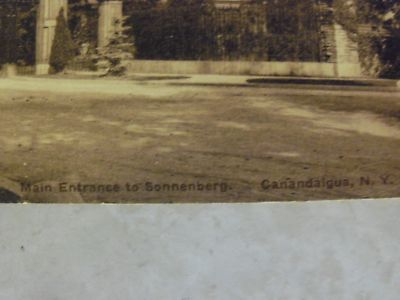 Main Entrance to Sonnenberg. Canandaigua, N. Y.